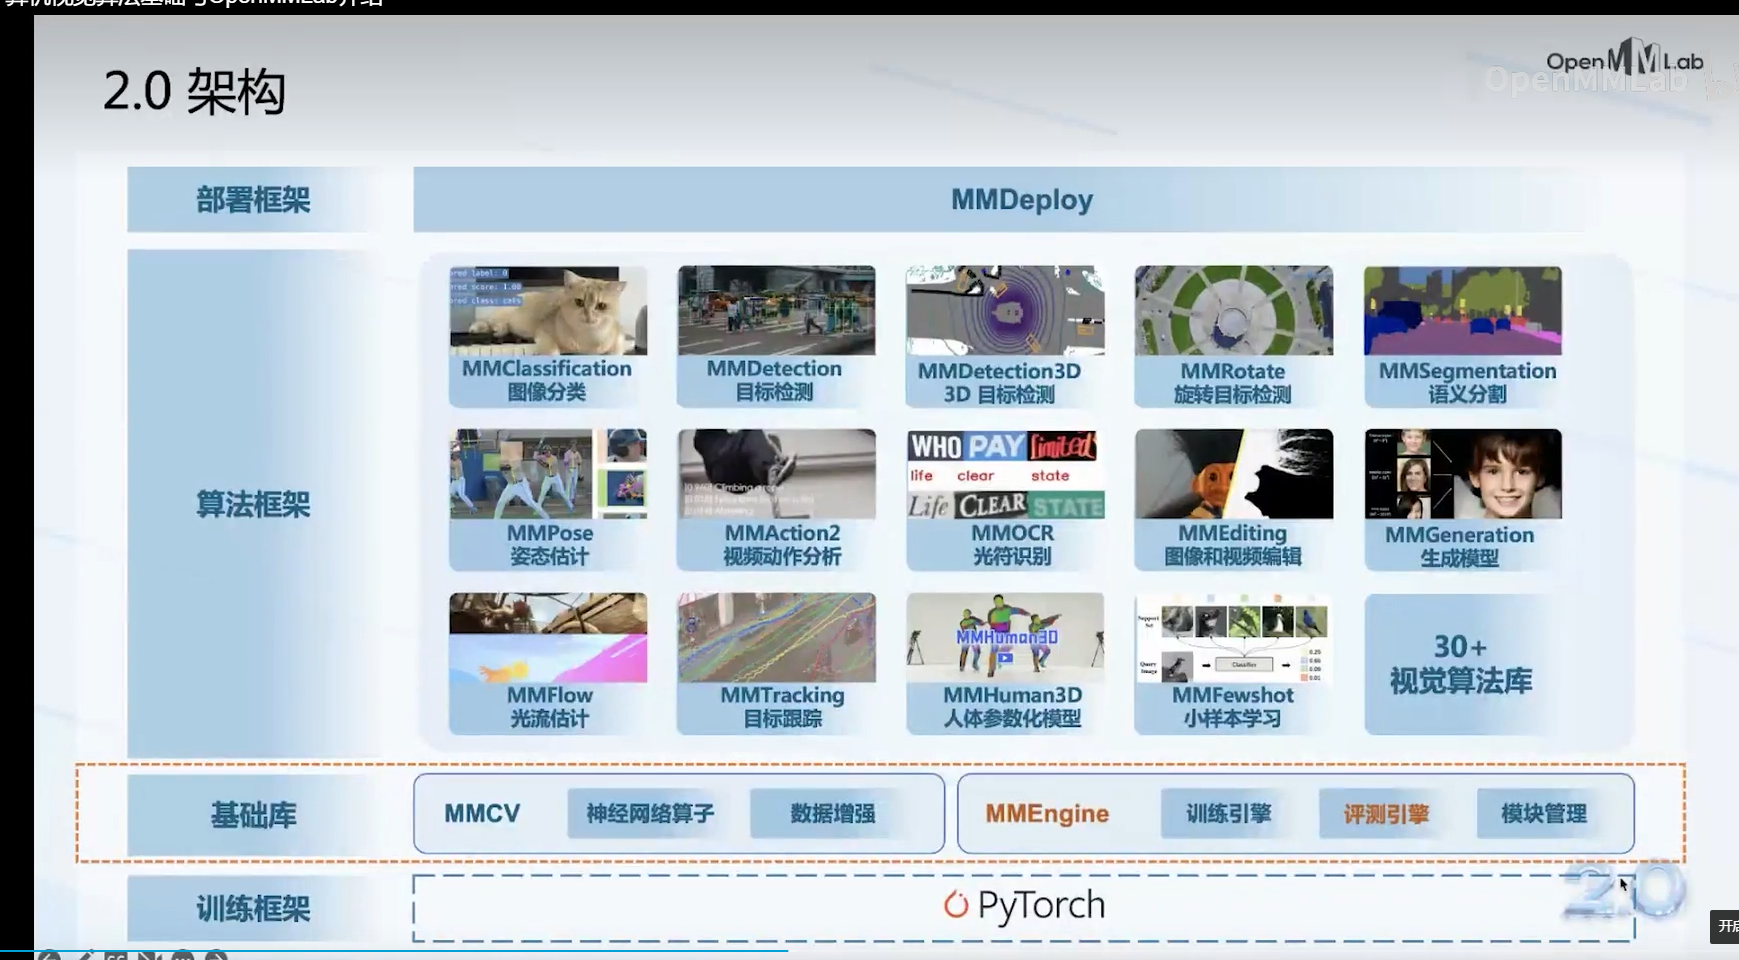 2.0 架构
OpenMMLab
OpenMMLab
部署框架
MMDeploy
算法框架
MMClassification
图像分类
MMDetection
目标检测
MMDetection3D
3D 目标检测
MMRotate
旋转目标检测
MMSegmentation
语义分割
WHO PAY limited
life clear state
Life CLEAR STATE
MMPose
姿态估计
MMAction2
视频动作分析
MMOCR
光符识别
MMEditing
图像和视频编辑
MMGeneration
生成模型
MMHuman3D
Support Set
Query Image
Classifier
MMFlow
光流估计
MMTracking
目标跟踪
MMHuman3D
人体参数化模型
MMFewshot
小样本学习
30+
视觉算法库
基础库
MMCV
神经网络算子
数据增强
MMEngine
训练引擎
评测引擎
模块管理
训练框架
PyTorch
2.0